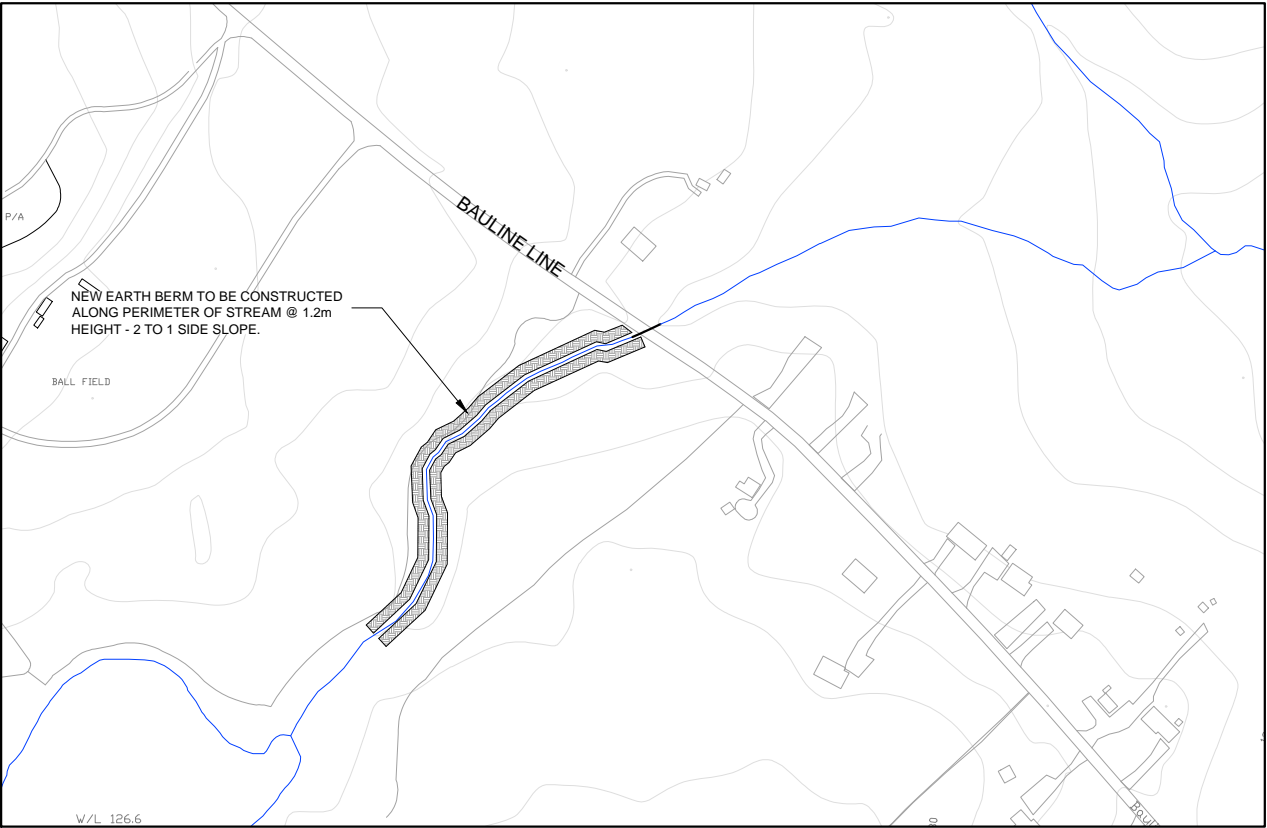 BAULINE LINE
P/A
NEW EARTH BERM TO BE CONSTRUCTED
ALONG PERIMETER OF STREAM @ 1.2m
HEIGHT - 2 TO 1 SIDE SLOPE.
BALL FIELD
W/L 126.6